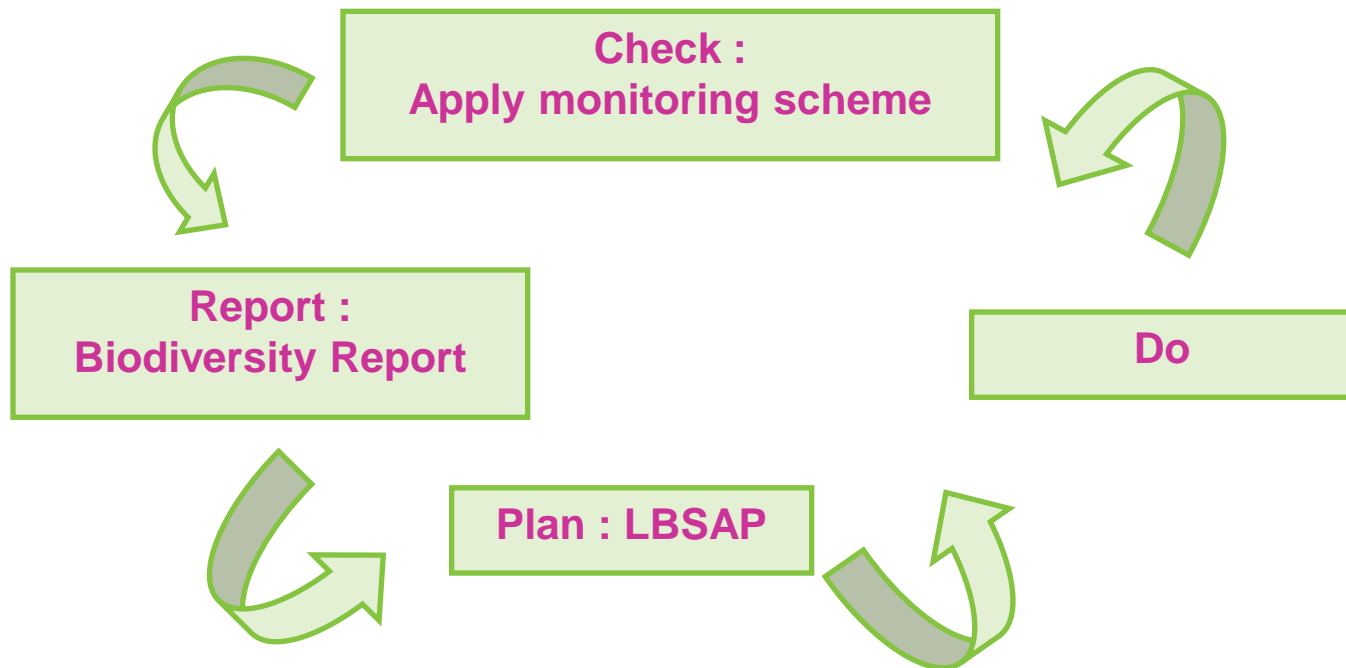 Check :
Apply monitoring scheme
Report :
Biodiversity Report
Do
Plan : LBSAP